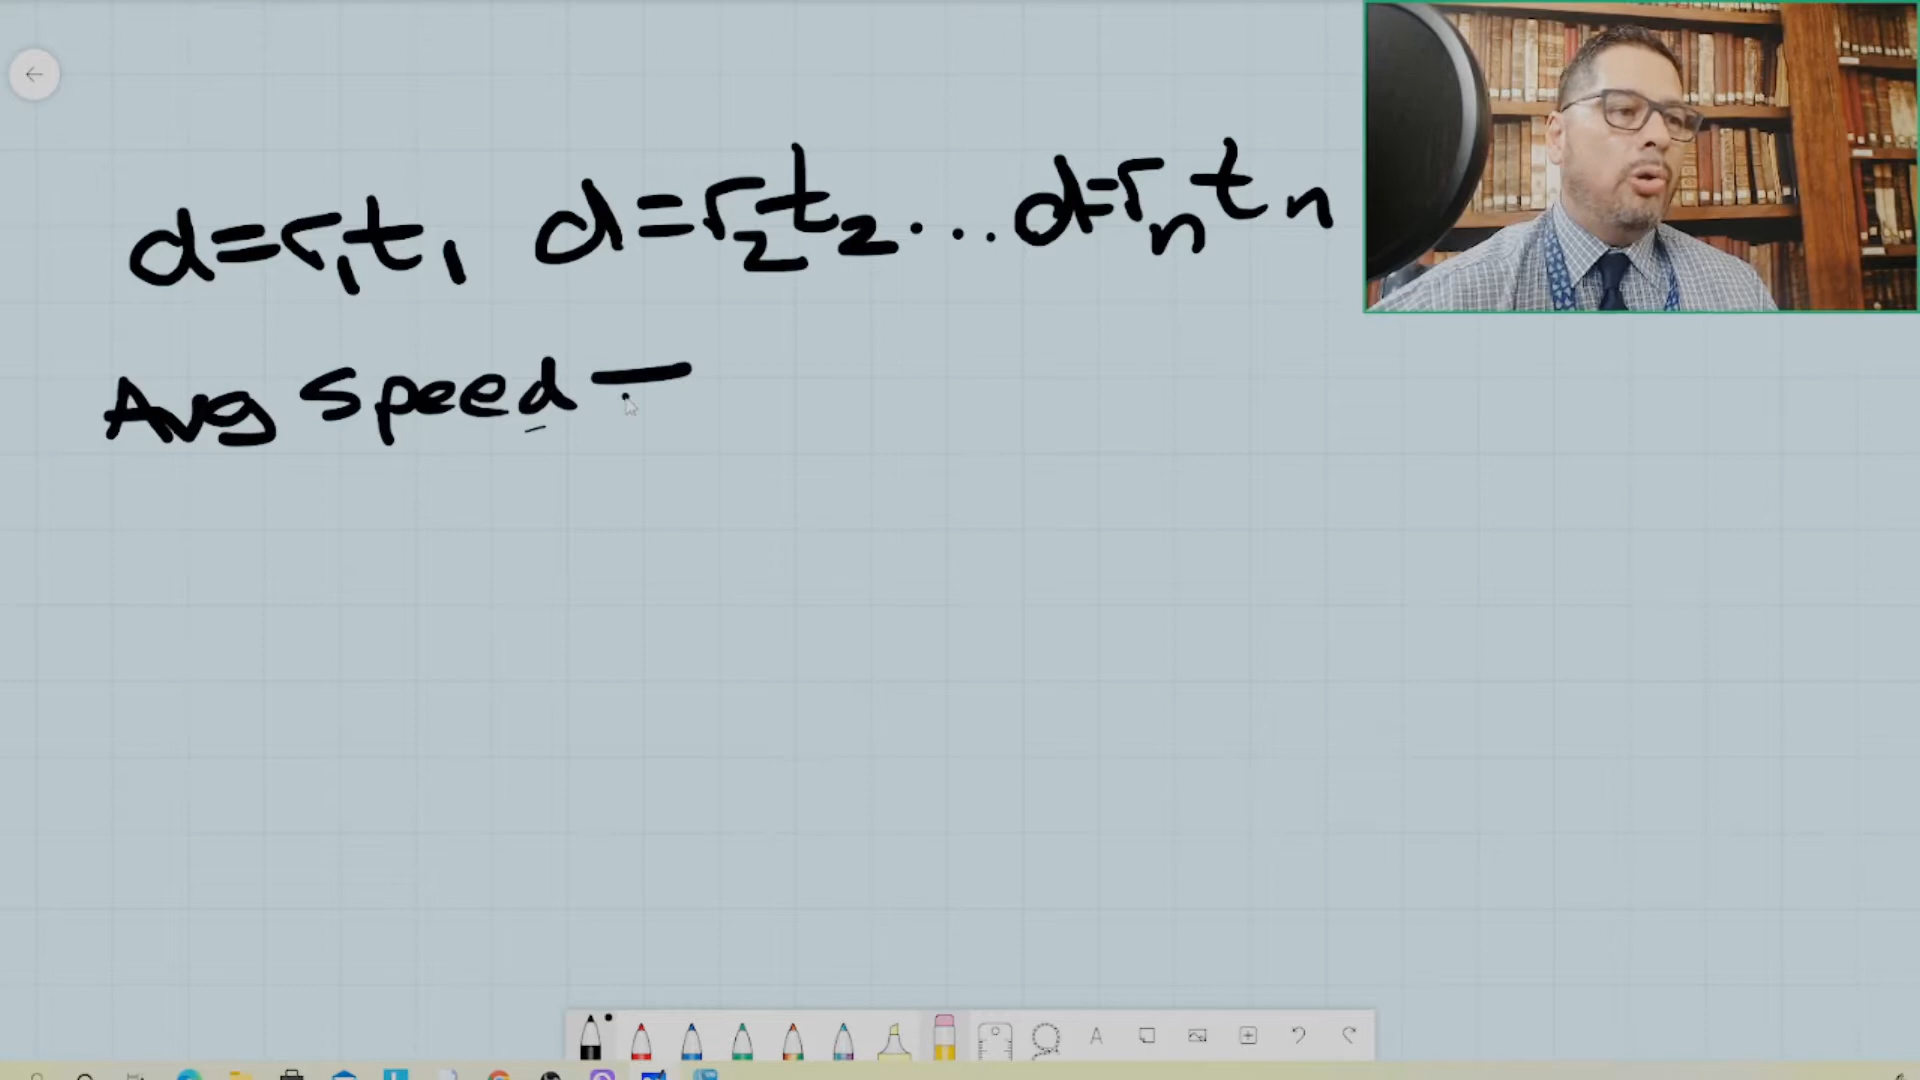 d=r₁t₁ d=r₂t₂...d=rₙtₙ
Avg Speed